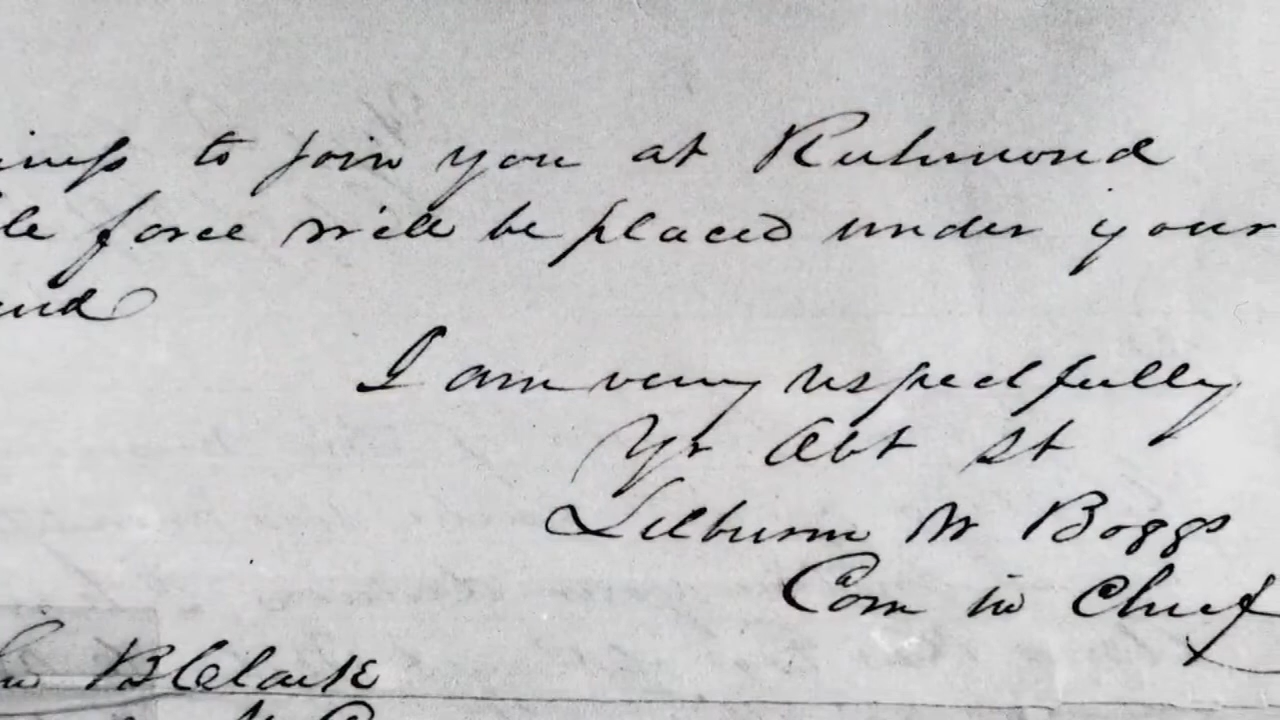 to join you at Richmond
force will be placed under your
I am very respectfully
Yr Obt St
Lilburn W Boggs
Com in Chief
B Clark